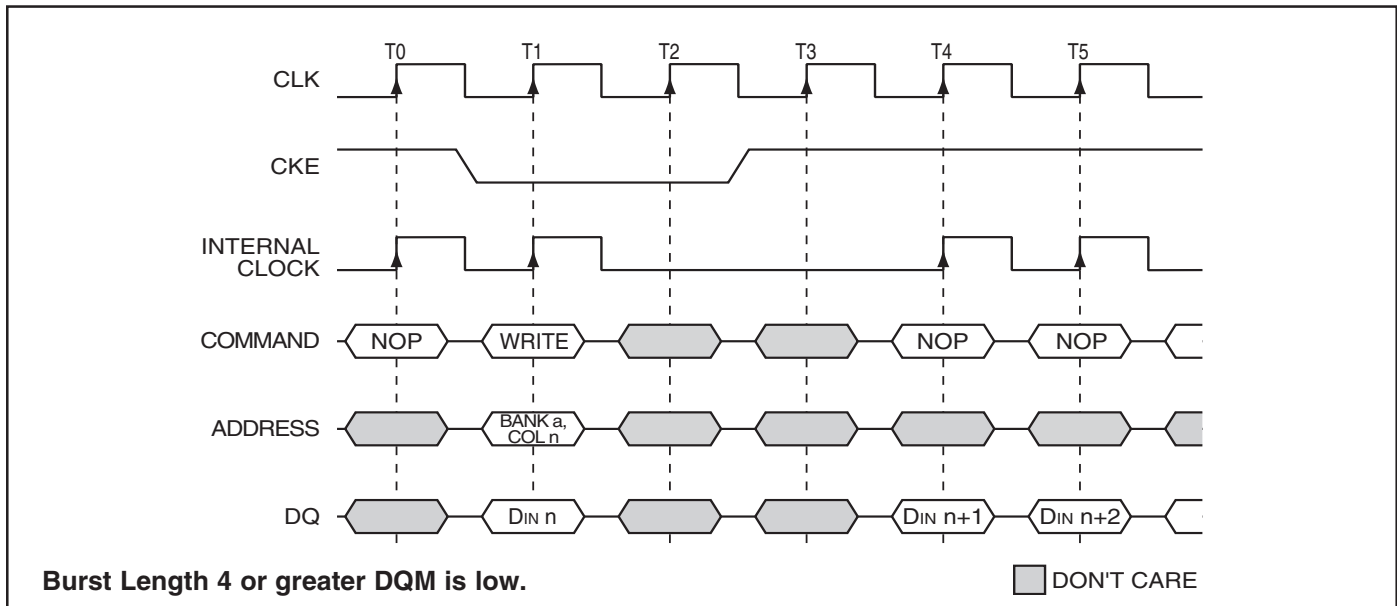 T0 T1 T2 T3 T4 T5
CLK
CKE
INTERNAL
CLOCK
COMMAND NOP WRITE NOP NOP
ADDRESS BANK a,
COL n
DQ DIN n DIN n+1 DIN n+2
Burst Length 4 or greater DQM is low. DON'T CARE